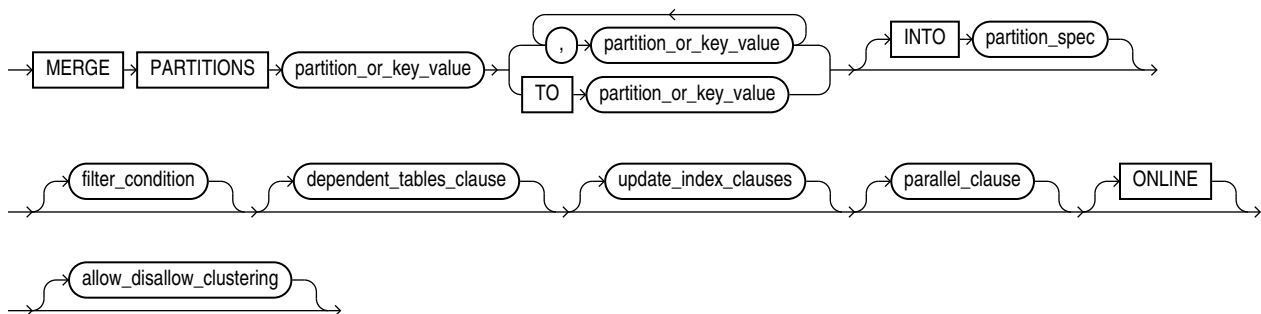 , partition_or_key_value
MERGE PARTITIONS partition_or_key_value TO partition_or_key_value INTO partition_spec
filter_condition dependent_tables_clause update_index_clauses parallel_clause ONLINE
allow_disallow_clustering